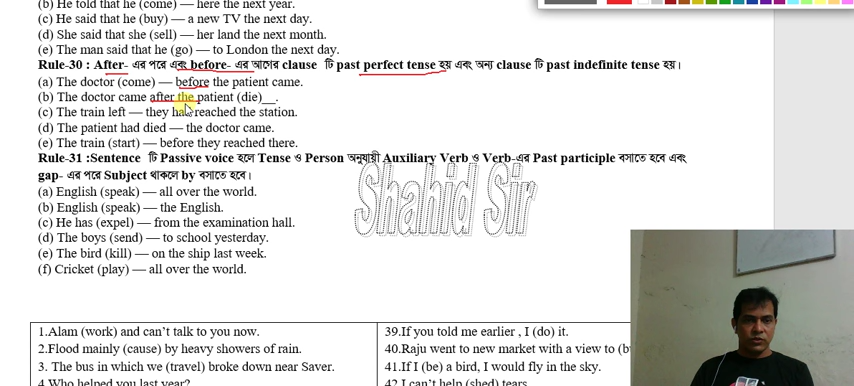 (b) He told that he (come) — here the next year.
(c) He said that he (buy) — a new TV the next day.
(d) She said that she (sell) — her land the next month.
(e) The man said that he (go) — to London the next day.
Rule-30 : After- এর পরে এবং before- এর আগের clause টি past perfect tense হয় এবং অন্য clause টি past indefinite tense হয়।
(a) The doctor (come) — before the patient came.
(b) The doctor came after the patient (die)__.
(c) The train left — they had reached the station.
(d) The patient had died — the doctor came.
(e) The train (start) — before they reached there.
Rule-31 :Sentence টি Passive voice হলে Tense ও Person অনুযায়ী Auxiliary Verb ও Verb-এর Past participle বসাতে হবে এবং
gap- এর পরে Subject থাকলে by বসাতে হবে।
(a) English (speak) — all over the world.
(b) English (speak) — the English.
(c) He has (expel) — from the examination hall.
(d) The boys (send) — to school yesterday.
(e) The bird (kill) — on the ship last week.
(f) Cricket (play) — all over the world.
Shahid Sir
1.Alam (work) and can't talk to you now.
2.Flood mainly (cause) by heavy showers of rain.
3. The bus in which we (travel) broke down near Saver.
4.Who helped you last year?
39.If you told me earlier , I (do) it.
40.Raju went to new market with a view to
41.If I (be) a bird, I would fly in the sky.
42.I can't help (shed) tears.